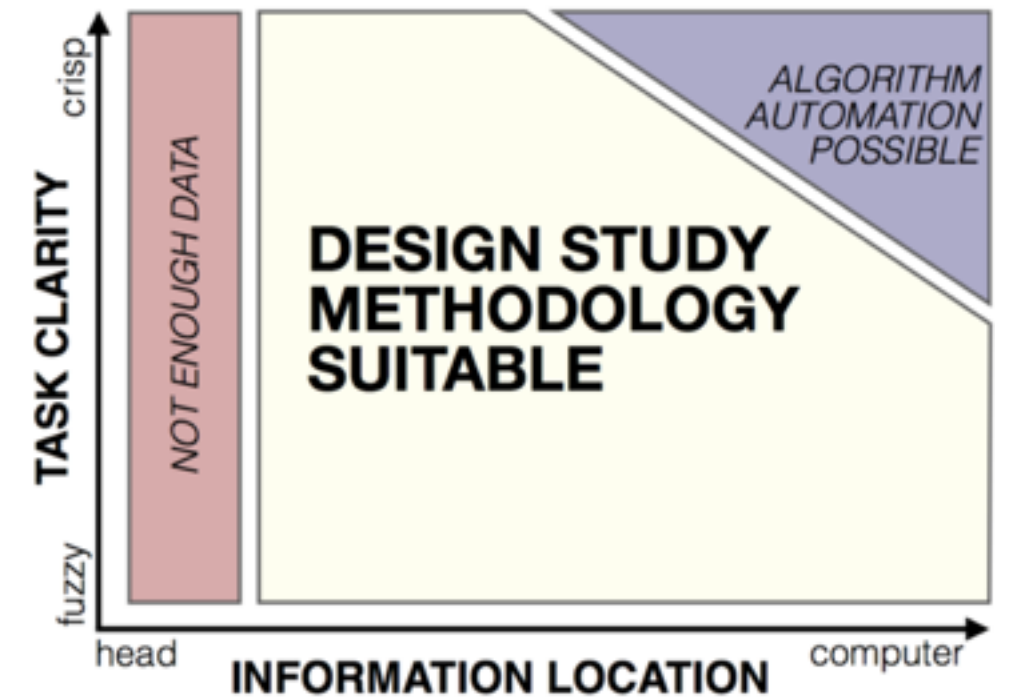 crisp
TASK CLARITY
fuzzy
NOT ENOUGH DATA
DESIGN STUDY
METHODOLOGY
SUITABLE
ALGORITHM
AUTOMATION
POSSIBLE
head
computer
INFORMATION LOCATION